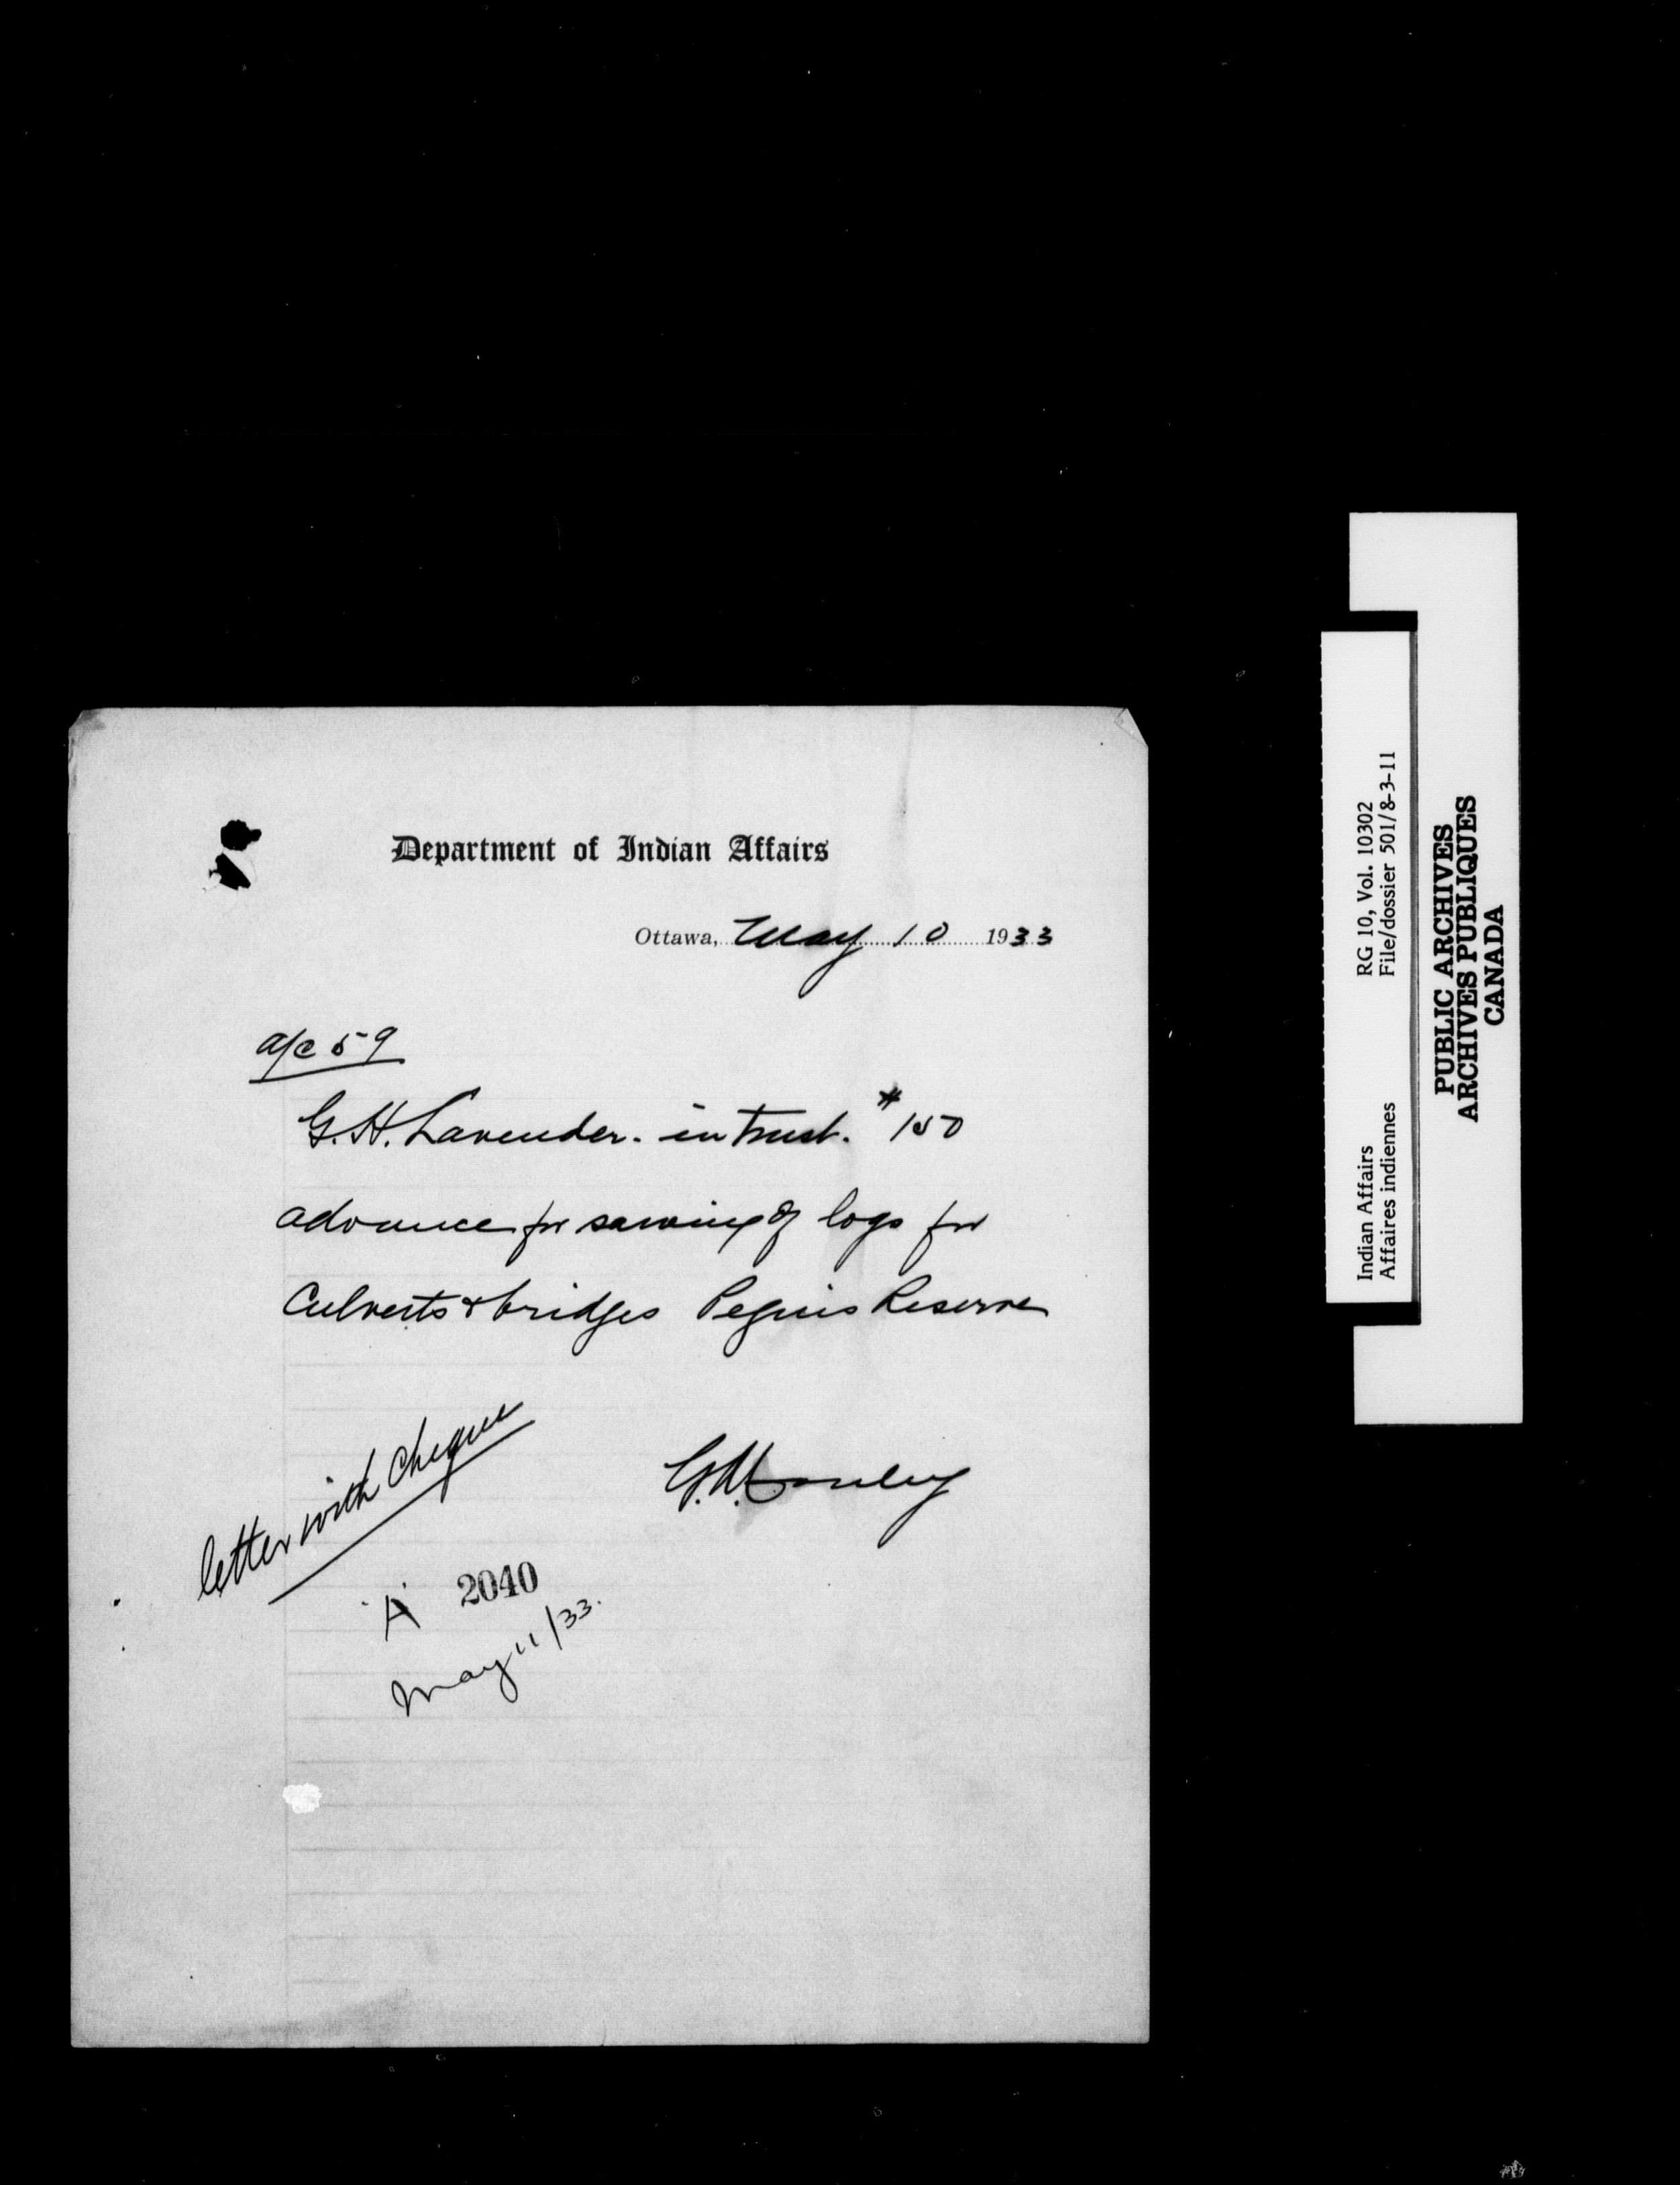 Department of Indian Affairs
Ottawa, May 10 1933
a/c 59
G. H. Lavender. in trust. $150
advance for sawing of logs for
Culverts & bridges Peguis Reserve
letter with cheque
A 2040
May 11/33.
Indian Affairs RG 10, Vol. 10302
Affaires indiennes File/dossier 501/8-3-11
PUBLIC ARCHIVES
ARCHIVES PUBLIQUES
CANADA